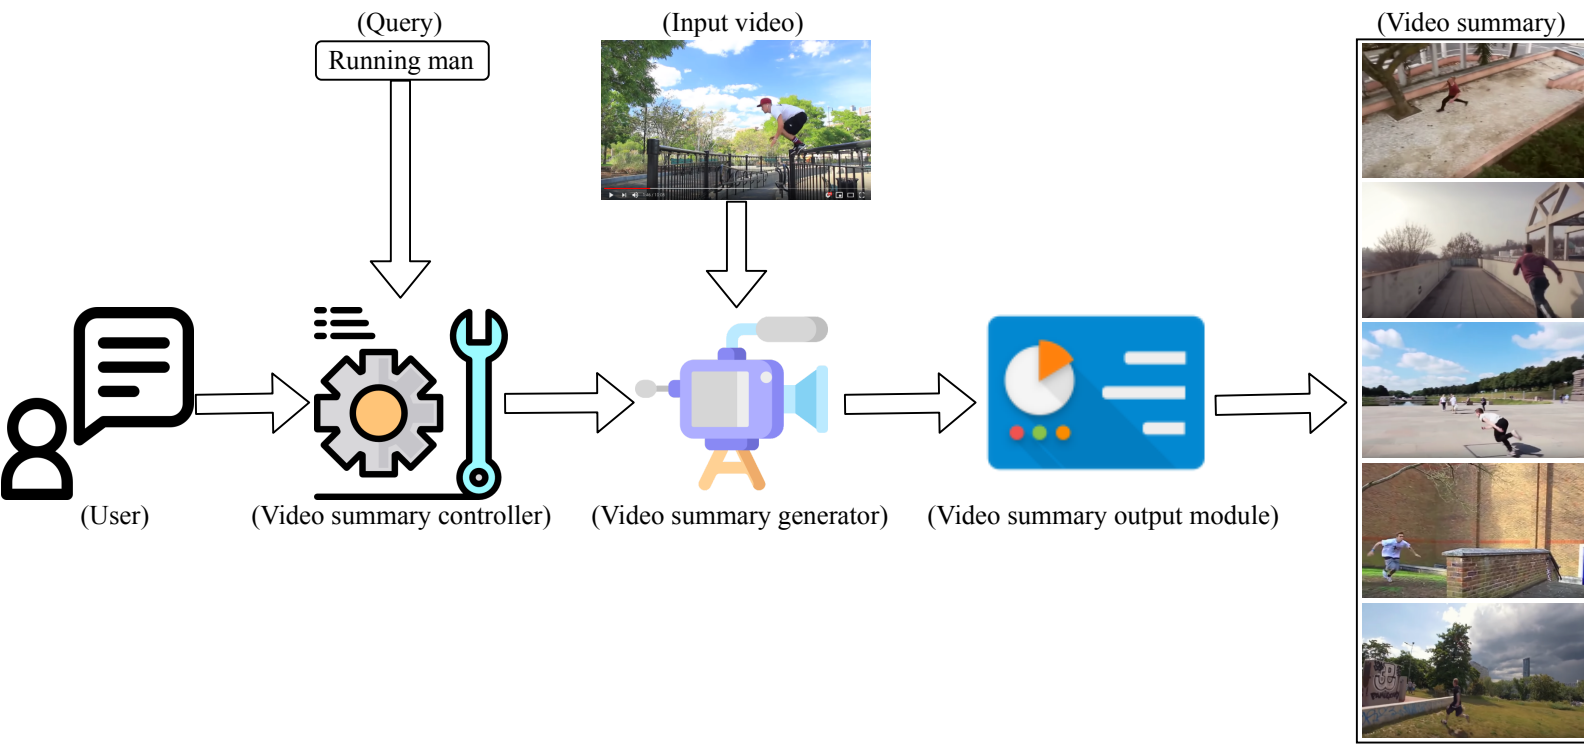 (Query)
Running man
(Input video)
(Video summary)
(User)
(Video summary controller)
(Video summary generator)
(Video summary output module)